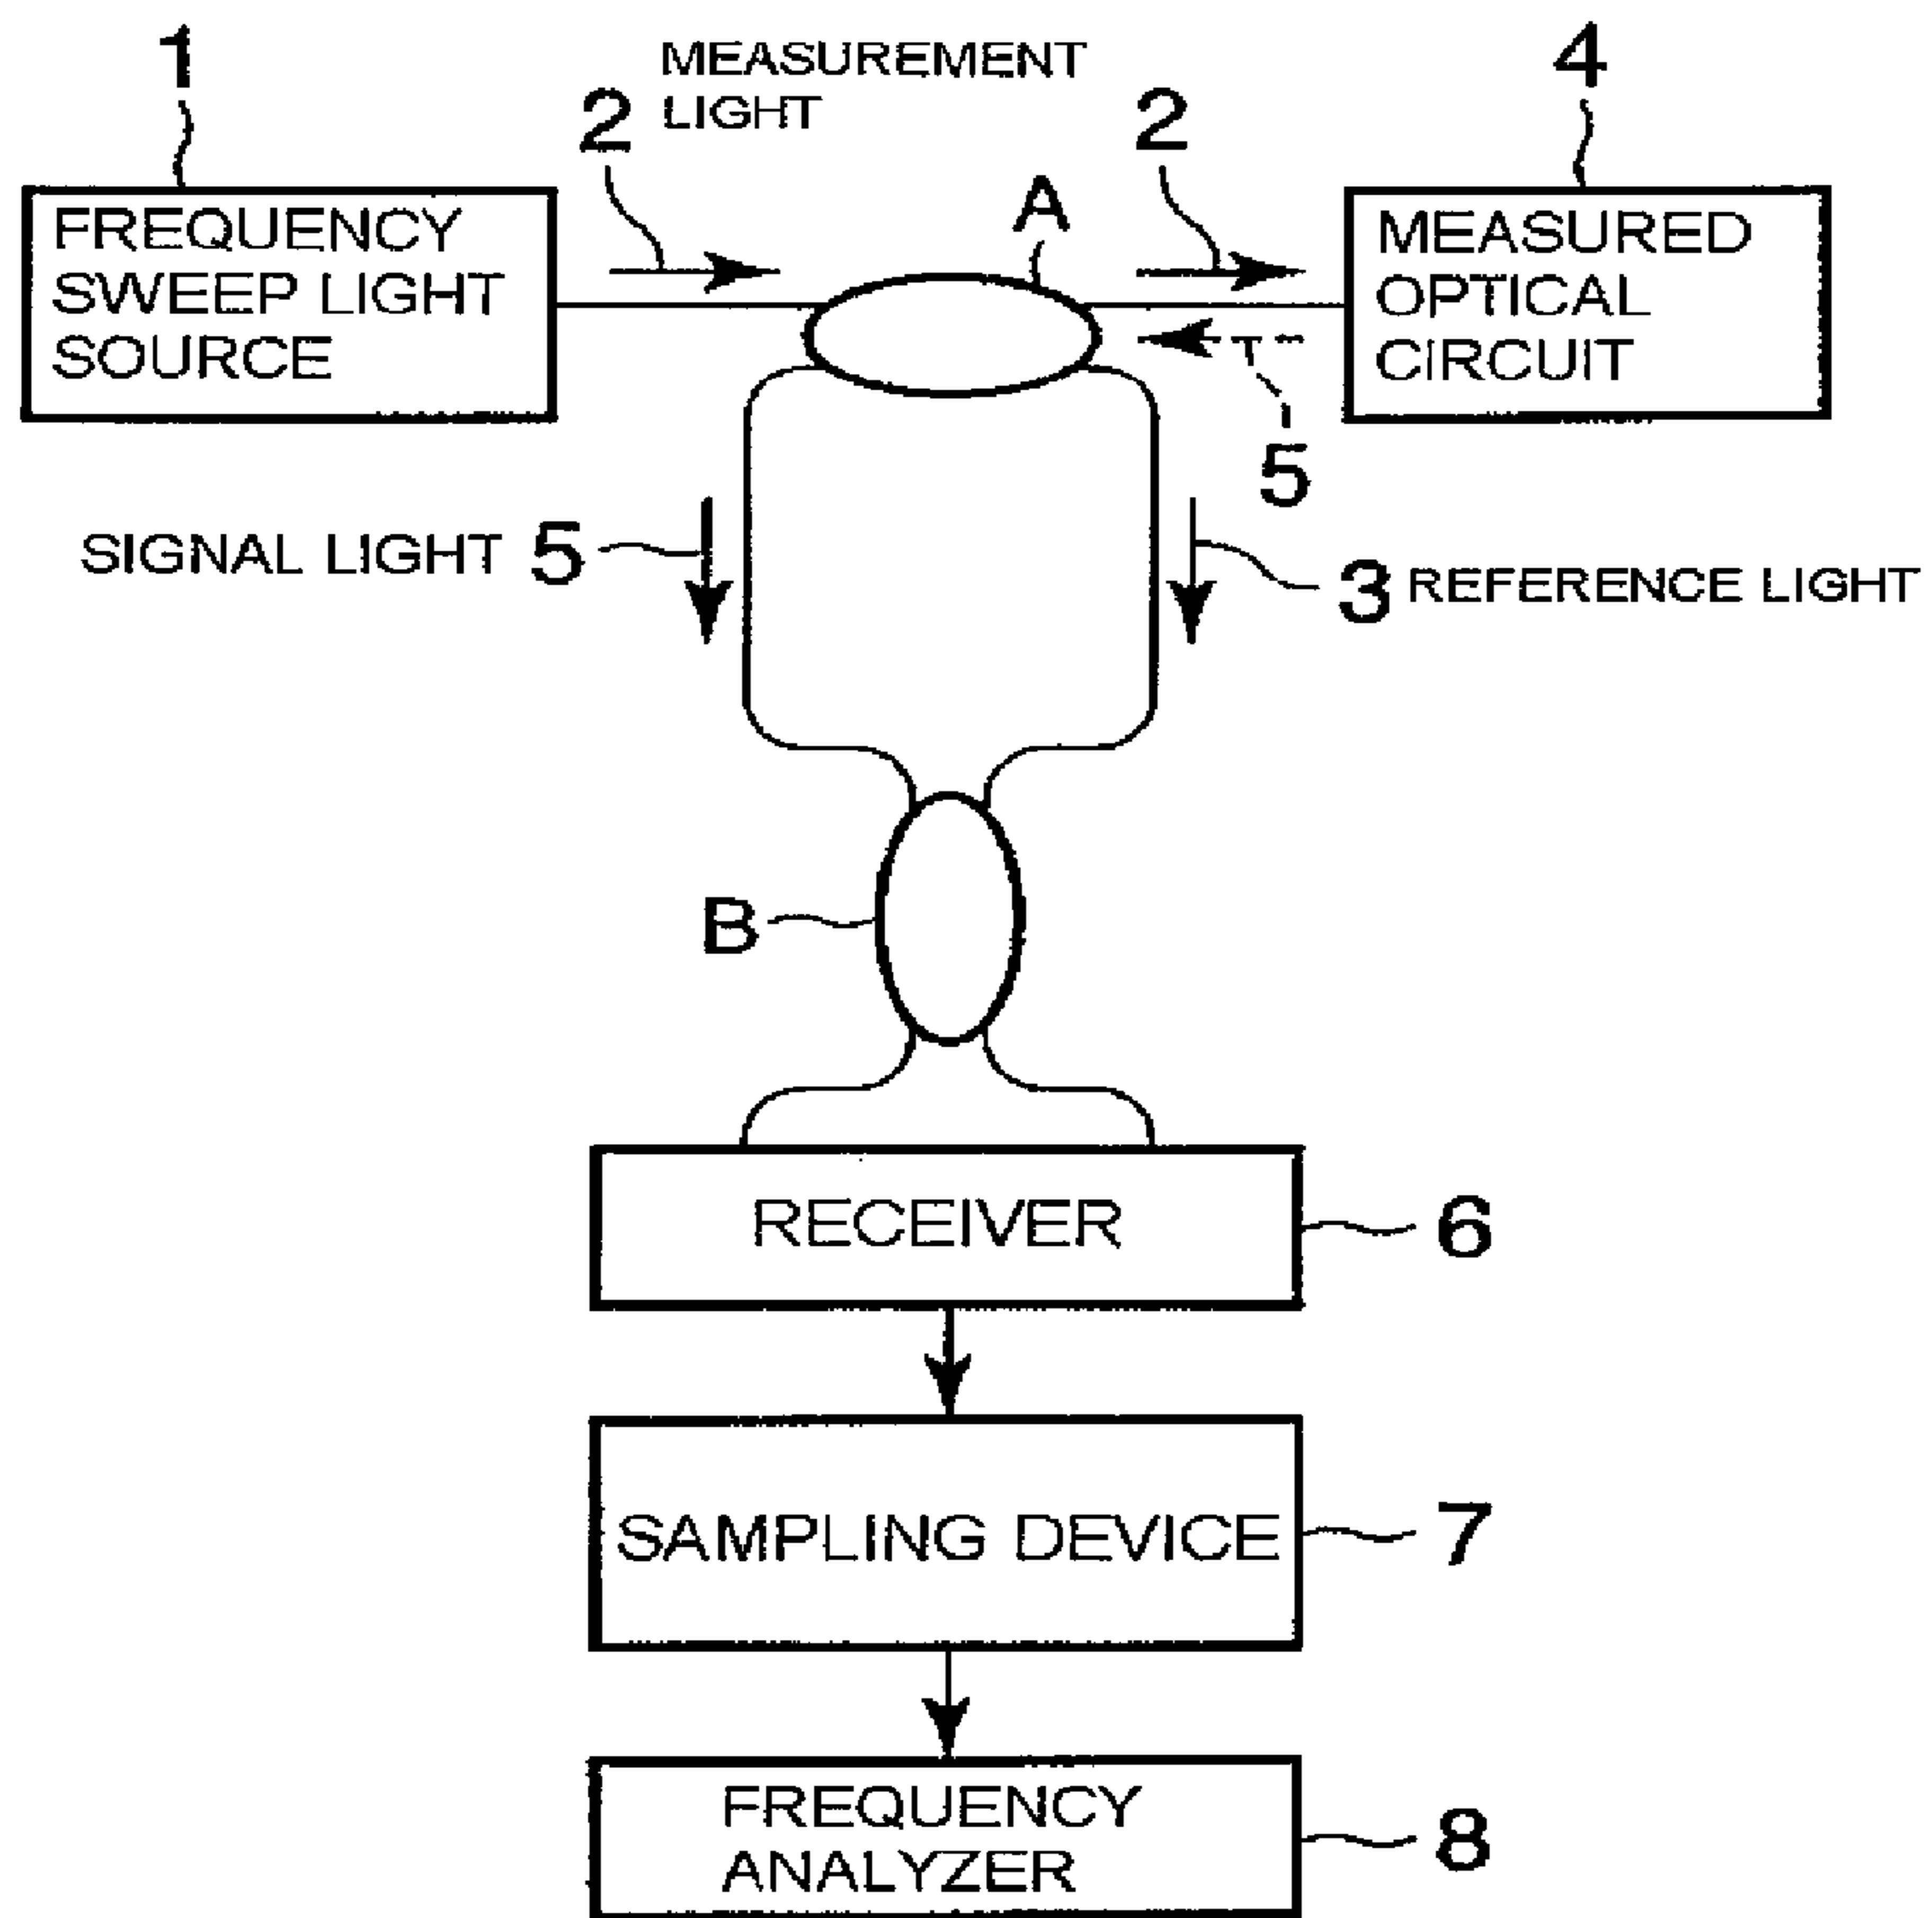 1
MEASUREMENT
LIGHT
2
2
4
A
FREQUENCY
SWEEP LIGHT
SOURCE
MEASURED
OPTICAL
CIRCUIT
5
SIGNAL LIGHT 5
3 REFERENCE LIGHT
B
RECEIVER
6
SAMPLING DEVICE
7
FREQUENCY
ANALYZER
8